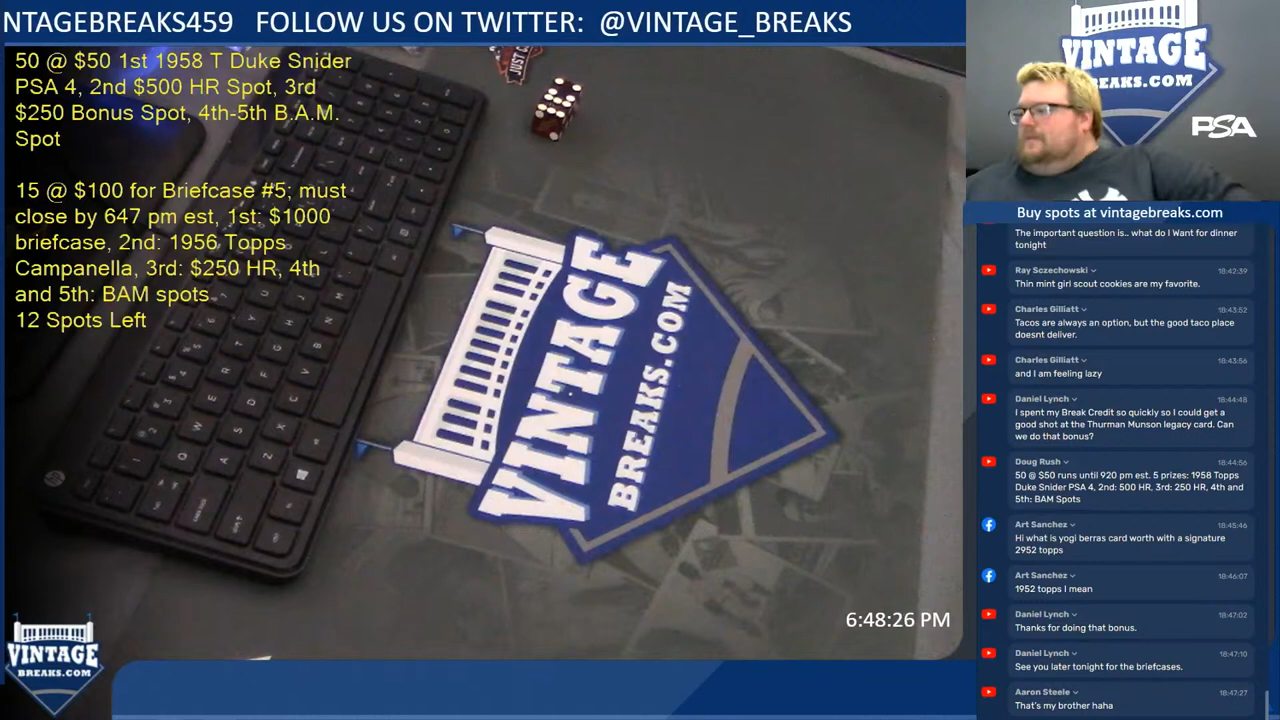 NTAGEBREAKS459 FOLLOW US ON TWITTER: @VINTAGE_BREAKS
50 @ $50 1st 1958 T Duke Snider
PSA 4, 2nd $500 HR Spot, 3rd
$250 Bonus Spot, 4th-5th B.A.M.
Spot
15 @ $100 for Briefcase #5; must
close by 647 pm est, 1st: $1000
briefcase, 2nd: 1956 Topps
Campanella, 3rd: $250 HR, 4th
and 5th: BAM spots
12 Spots Left
JUST C
VINTAGE
BREAKS.COM
6:48:26 PM
VINTAGE
BREAKS.COM
VINTAGE
BREAKS.COM
PSA
Buy spots at vintagebreaks.com
The important question is.. what do I Want for dinner
tonight
Ray Sczechowski 18:42:39
Thin mint girl scout cookies are my favorite.
Charles Gilliatt 18:43:52
Tacos are always an option, but the good taco place
doesnt deliver.
Charles Gilliatt 18:43:56
and I am feeling lazy
Daniel Lynch 18:44:48
I spent my Break Credit so quickly so I could get a
good shot at the Thurman Munson legacy card. Can
we do that bonus?
Doug Rush 18:44:56
50 @ $50 runs until 920 pm est. 5 prizes: 1958 Topps
Duke Snider PSA 4, 2nd: 500 HR, 3rd: 250 HR, 4th and
5th: BAM Spots
Art Sanchez 18:45:46
Hi what is yogi berras card worth with a signature
2952 topps
Art Sanchez 18:46:07
1952 topps I mean
Daniel Lynch 18:47:02
Thanks for doing that bonus.
Daniel Lynch 18:47:10
See you later tonight for the briefcases.
Aaron Steele 18:47:27
That's my brother haha